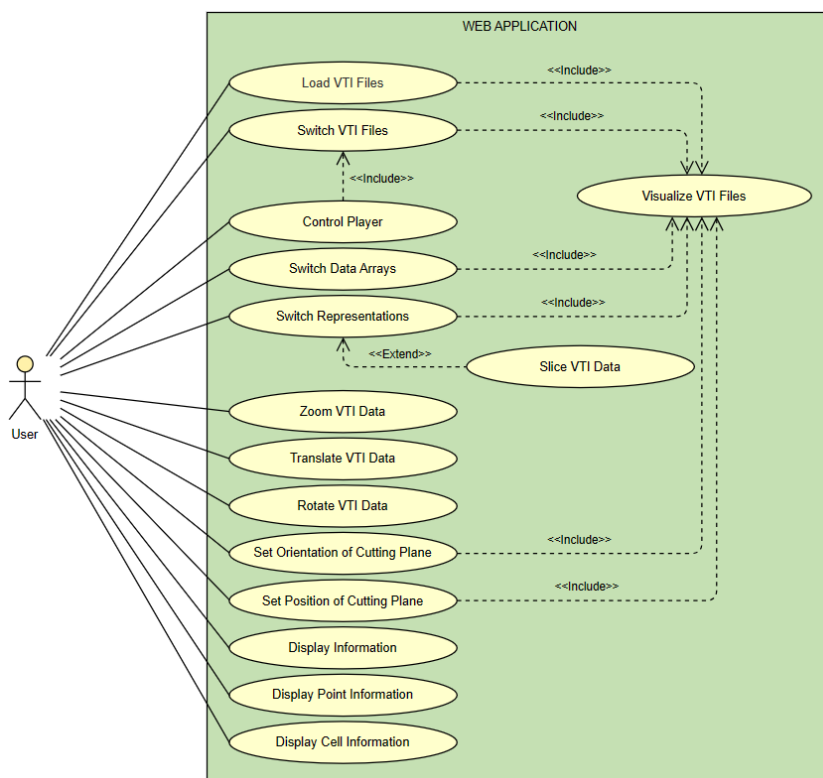 WEB APPLICATION
Load VTI Files
<<Include>>
Switch VTI Files
<<Include>>
<<Include>>
Visualize VTI Files
Control Player
Switch Data Arrays
<<Include>>
Switch Representations
<<Include>>
<<Extend>>
Slice VTI Data
User
Zoom VTI Data
Translate VTI Data
Rotate VTI Data
Set Orientation of Cutting Plane
<<Include>>
Set Position of Cutting Plane
<<Include>>
Display Information
Display Point Information
Display Cell Information